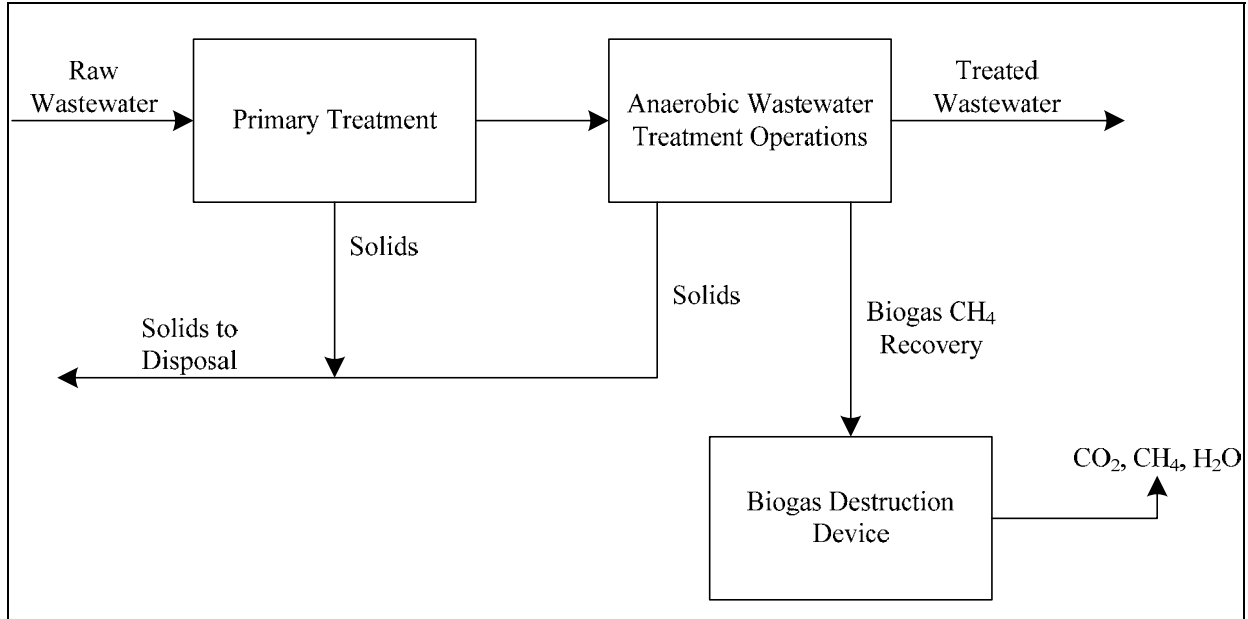 Raw
Wastewater
Primary Treatment
Anaerobic Wastewater
Treatment Operations
Treated
Wastewater
Solids
Solids
Solids to
Disposal
Biogas CH₄
Recovery
Biogas Destruction
Device
CO₂, CH₄, H₂O